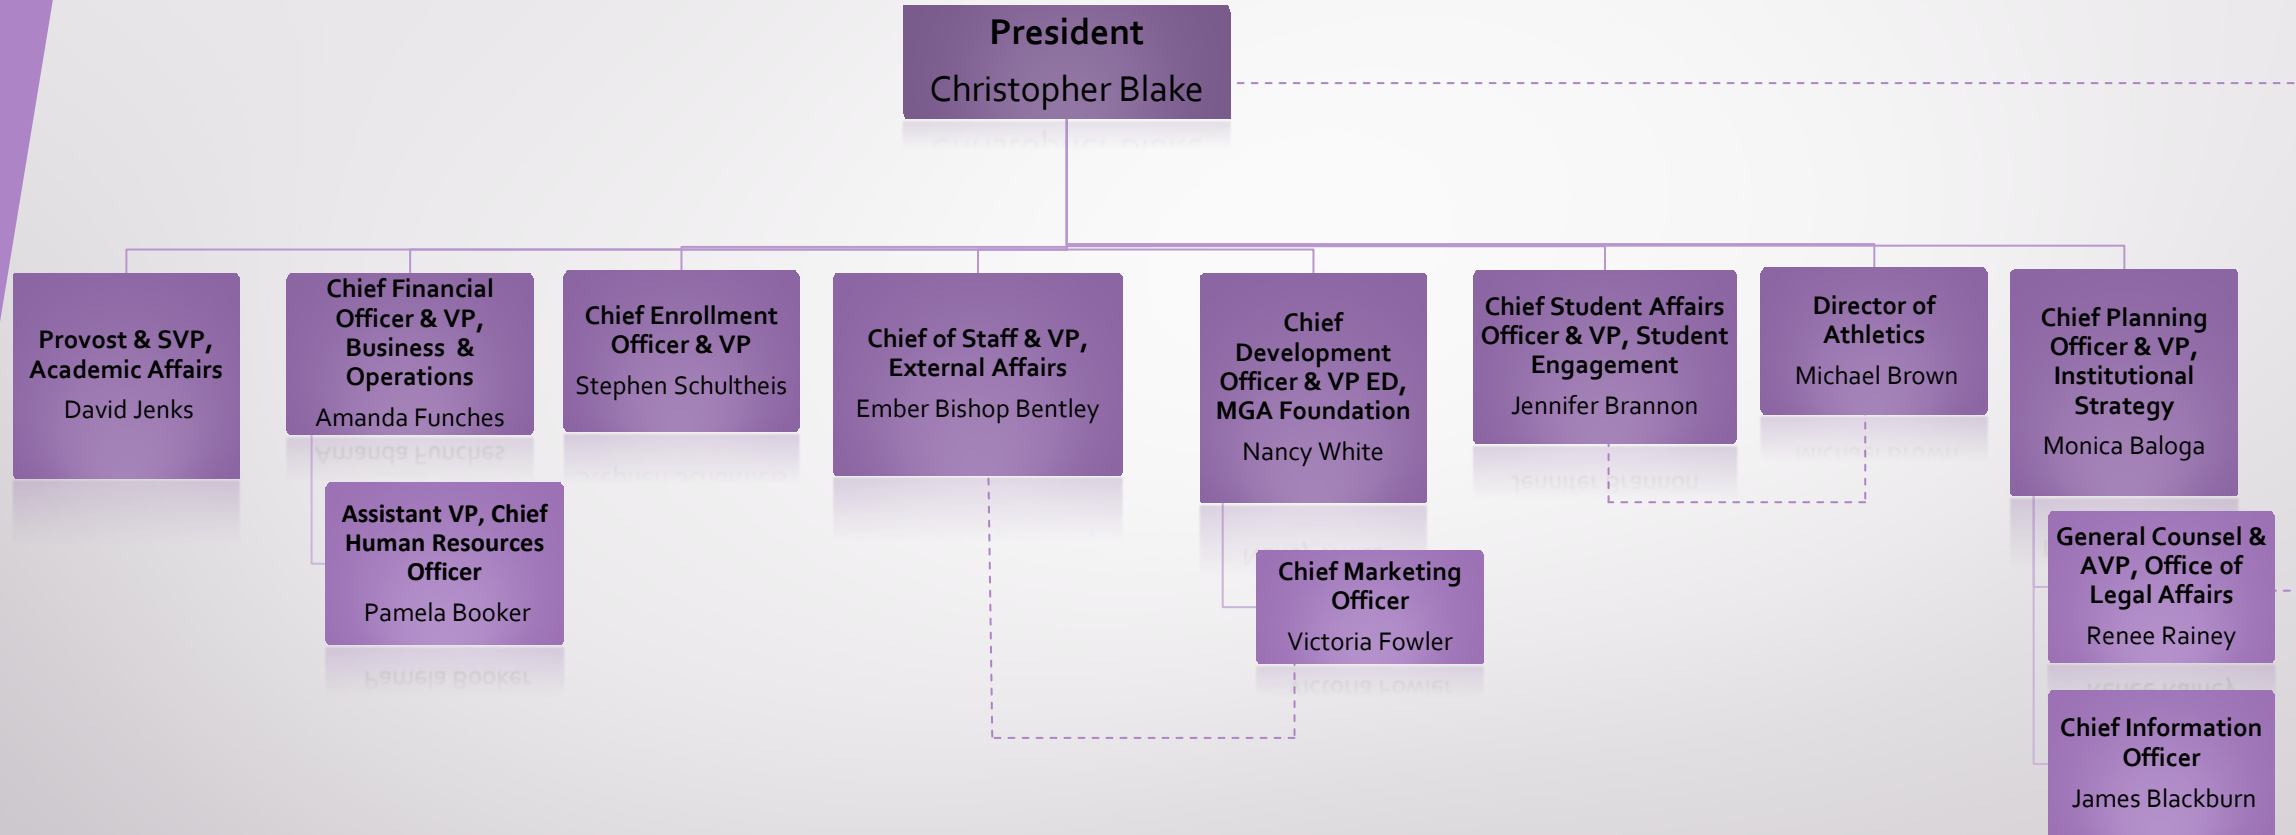 President
Christopher Blake
Provost & SVP,
Academic Affairs
David Jenks
Chief Financial
Officer & VP,
Business &
Operations
Amanda Funches
Assistant VP, Chief
Human Resources
Officer
Pamela Booker
Chief Enrollment
Officer & VP
Stephen Schultheis
Chief of Staff & VP,
External Affairs
Ember Bishop Bentley
Chief
Development
Officer & VP ED,
MGA Foundation
Nancy White
Chief Marketing
Officer
Victoria Fowler
Chief Student Affairs
Officer & VP, Student
Engagement
Jennifer Brannon
Director of
Athletics
Michael Brown
Chief Planning
Officer & VP,
Institutional
Strategy
Monica Baloga
General Counsel &
AVP, Office of
Legal Affairs
Renee Rainey
Chief Information
Officer
James Blackburn